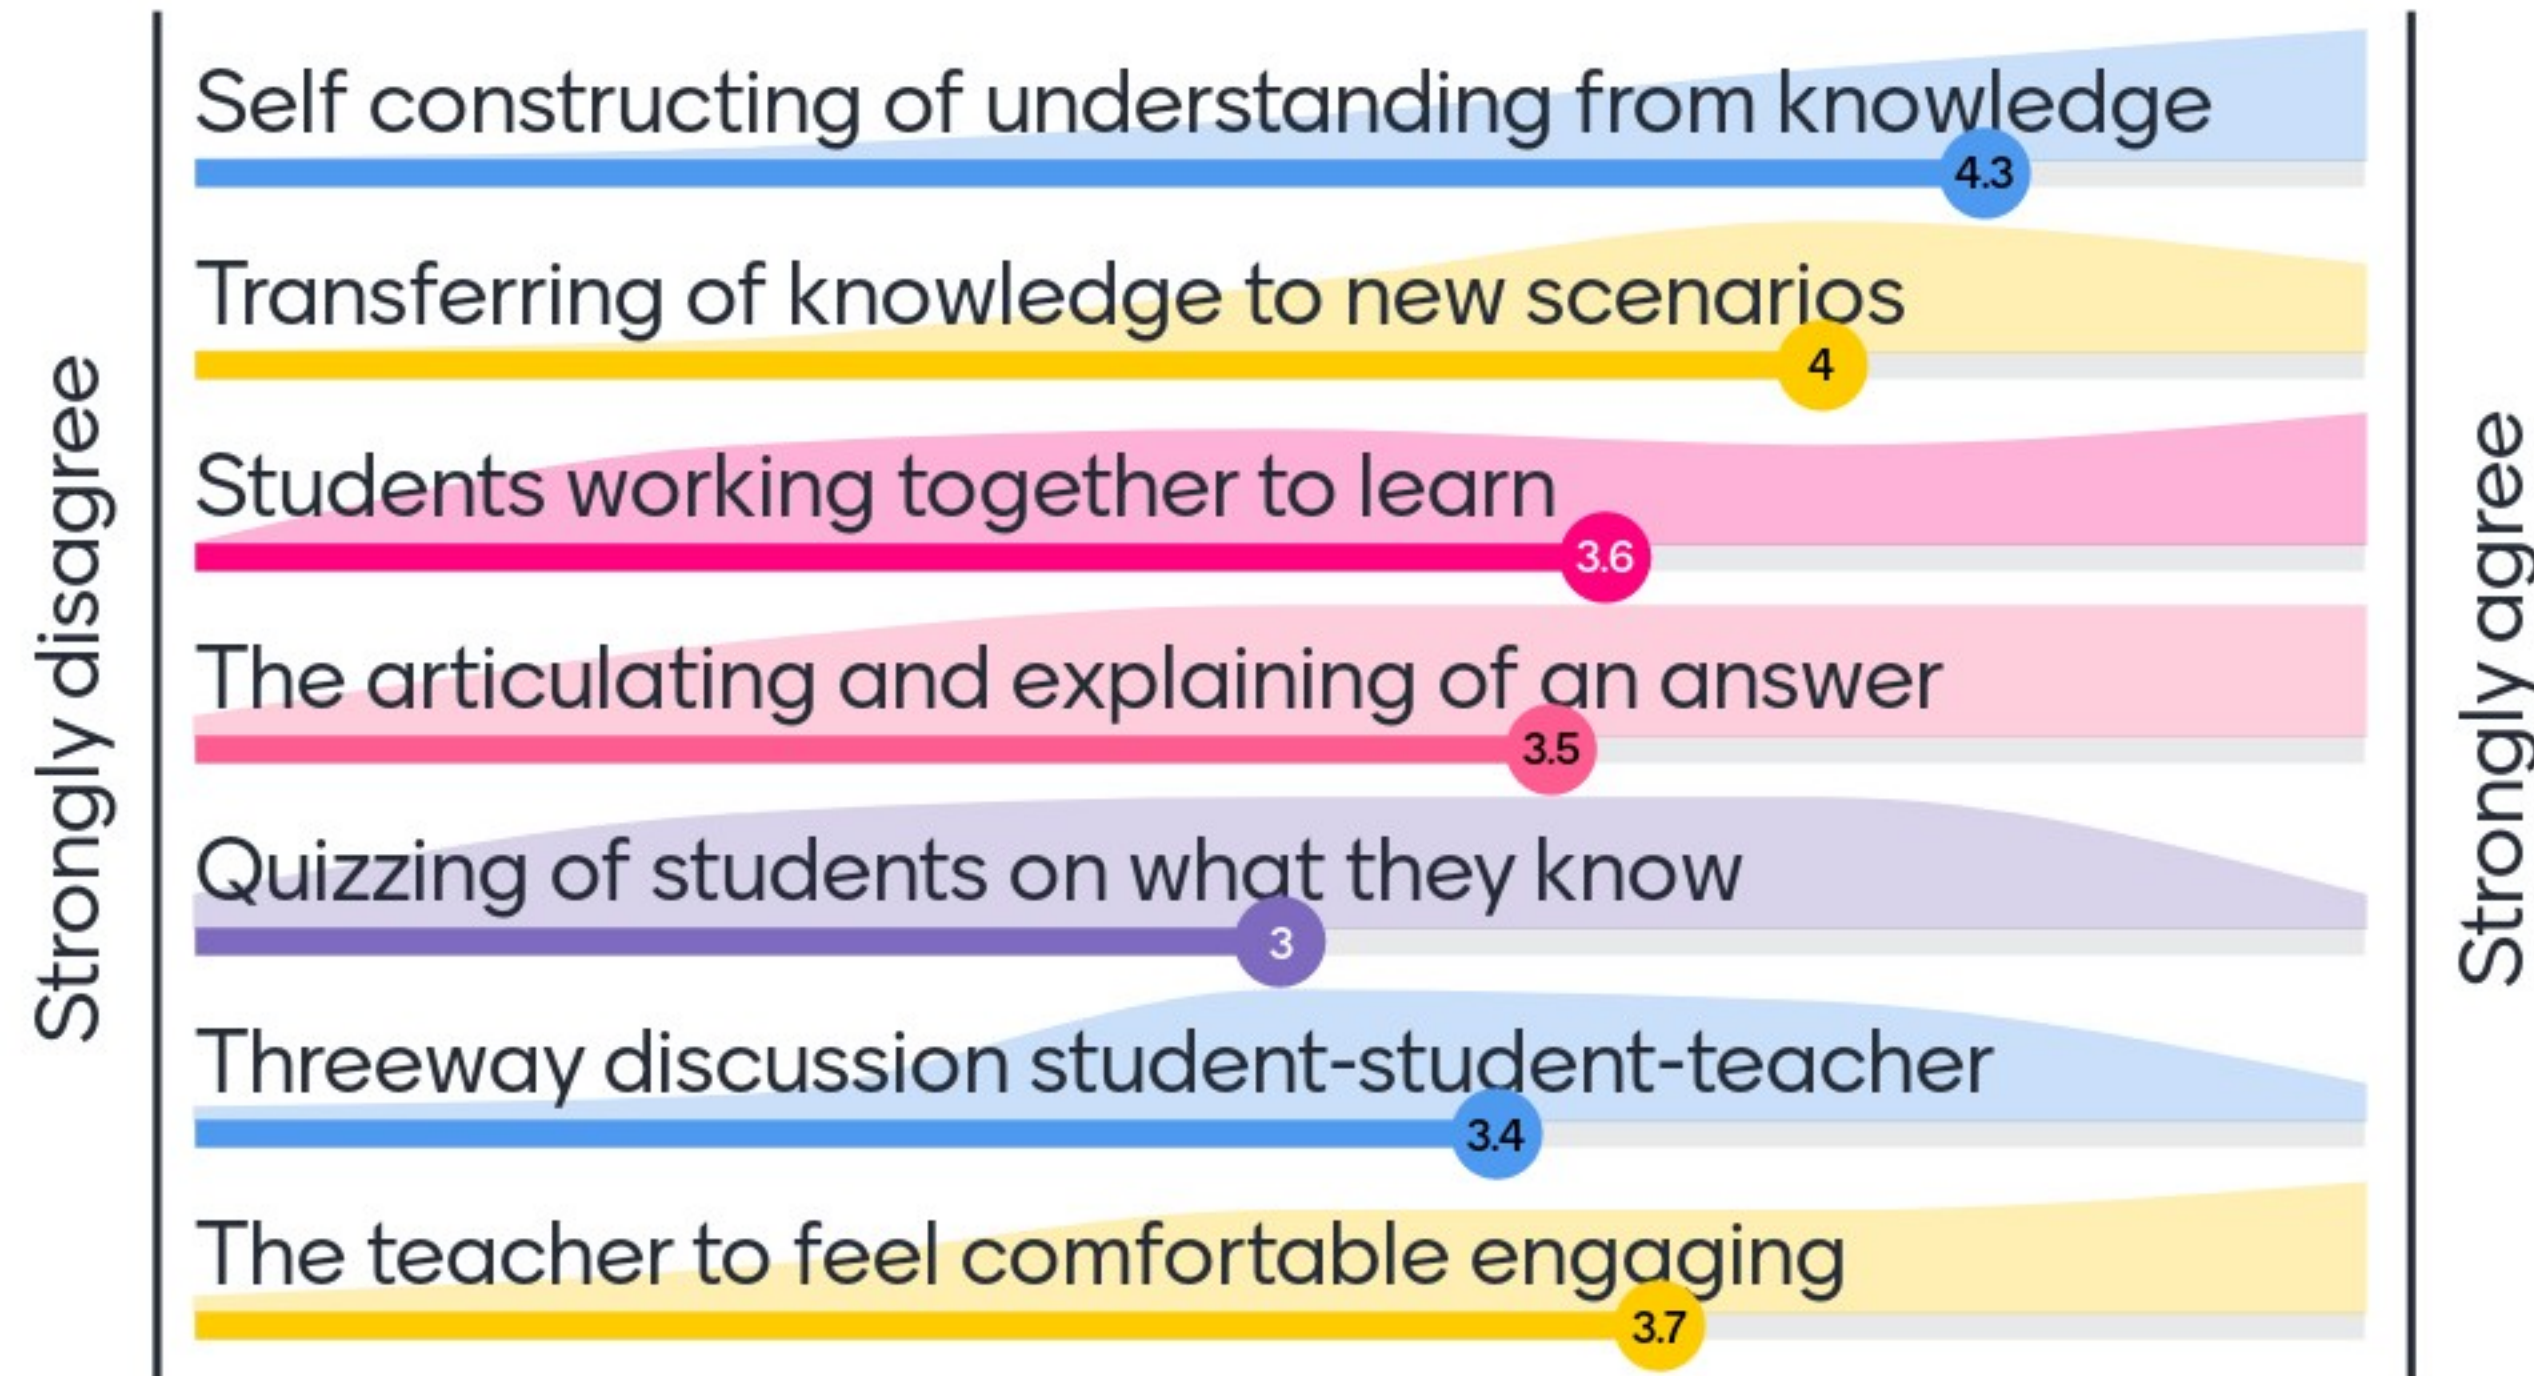 Strongly disagree
Self constructing of understanding from knowledge
4.3
Transferring of knowledge to new scenarios
4
Students working together to learn
3.6
The articulating and explaining of an answer
3.5
Quizzing of students on what they know
3
Threeway discussion student-student-teacher
3.4
The teacher to feel comfortable engaging
3.7
Strongly agree